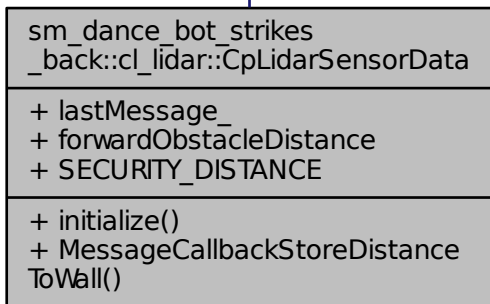 sm_dance_bot_strikes
_back::cl_lidar::CpLidarSensorData
+ lastMessage_
+ forwardObstacleDistance
+ SECURITY_DISTANCE
+ initialize()
+ MessageCallbackStoreDistance
ToWall()